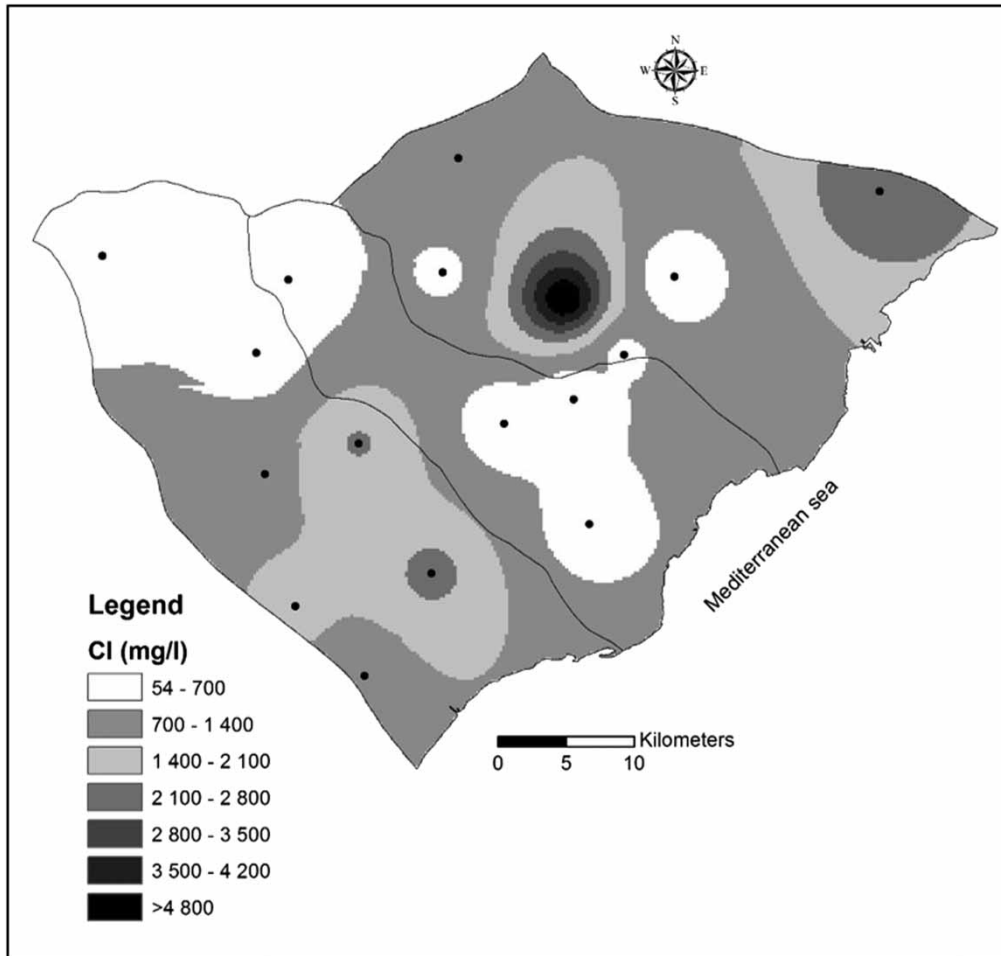 N
W E
S
Mediterranean sea
Legend
Cl (mg/l)
54 - 700
700 - 1 400
1 400 - 2 100
2 100 - 2 800
2 800 - 3 500
3 500 - 4 200
>4 800
Kilometers
0 5 10